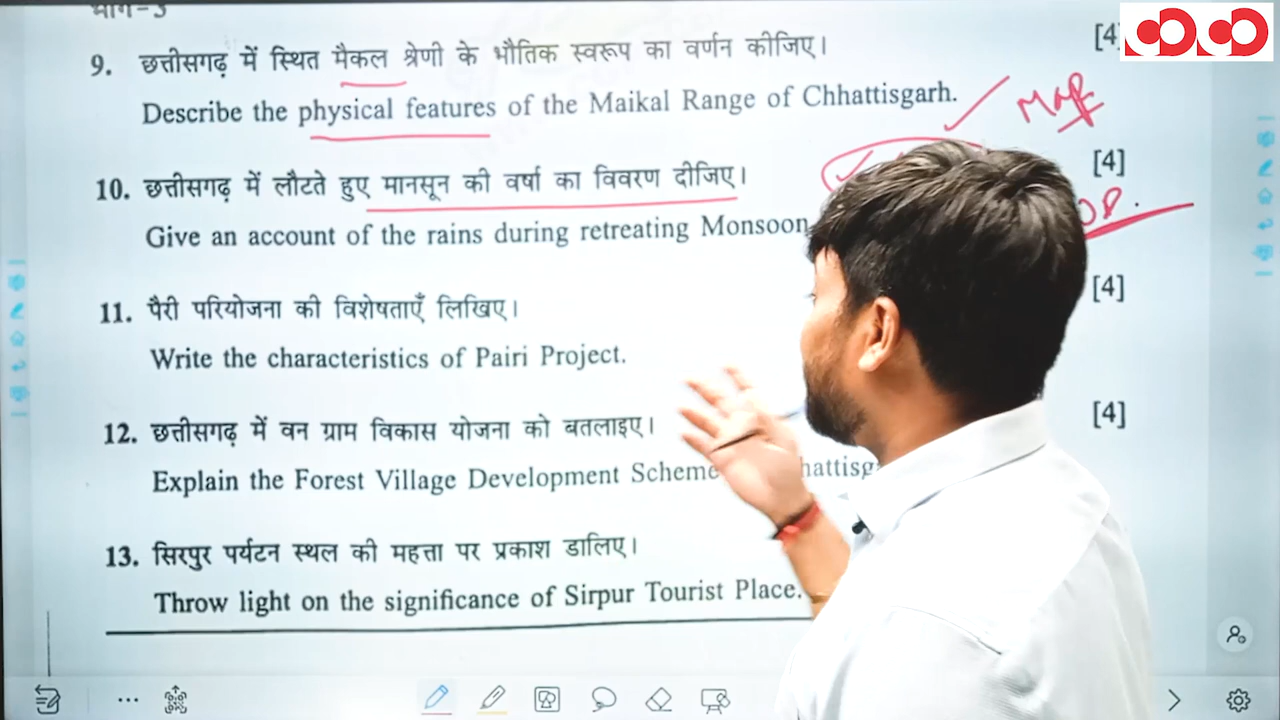 भाग-3
9. छत्तीसगढ़ में स्थित मैकल श्रेणी के भौतिक स्वरूप का वर्णन कीजिए। [4]
Describe the physical features of the Maikal Range of Chhattisgarh.
Map
10. छत्तीसगढ़ में लौटते हुए मानसून की वर्षा का विवरण दीजिए। [4]
Give an account of the rains during retreating Monsoon
11. पैरी परियोजना की विशेषताएँ लिखिए। [4]
Write the characteristics of Pairi Project.
12. छत्तीसगढ़ में वन ग्राम विकास योजना को बतलाइए। [4]
Explain the Forest Village Development Scheme
13. सिरपुर पर्यटन स्थल की महत्ता पर प्रकाश डालिए।
Throw light on the significance of Sirpur Tourist Place.